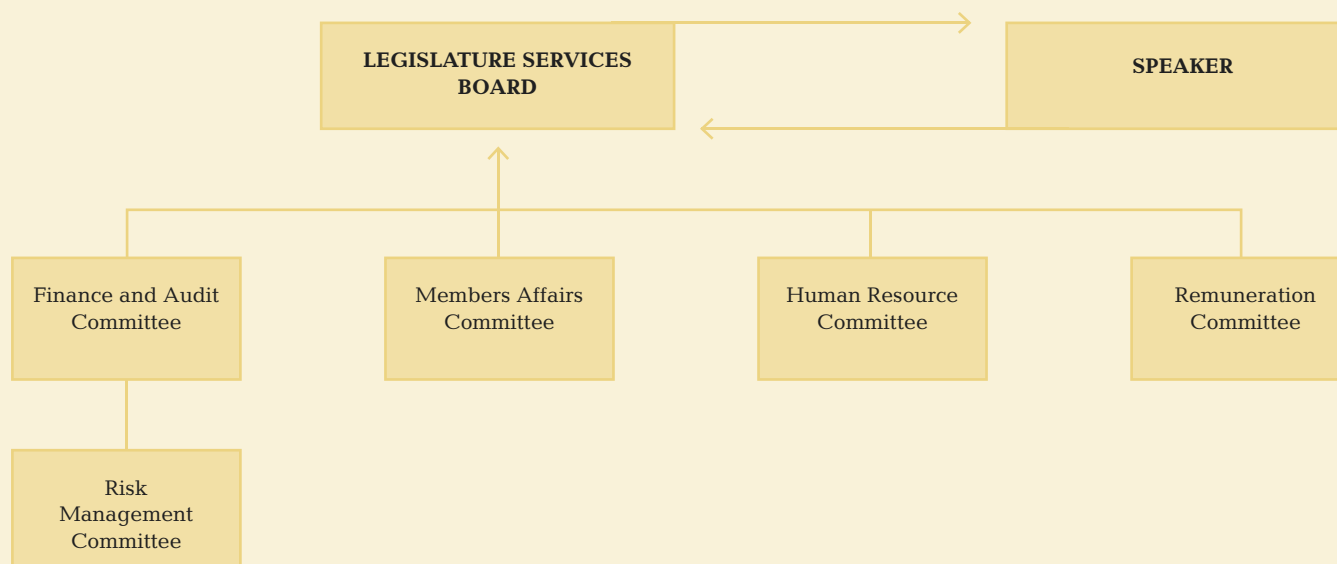 LEGISLATURE SERVICES
BOARD
SPEAKER
Finance and Audit
Committee
Members Affairs
Committee
Human Resource
Committee
Remuneration
Committee
Risk
Management
Committee